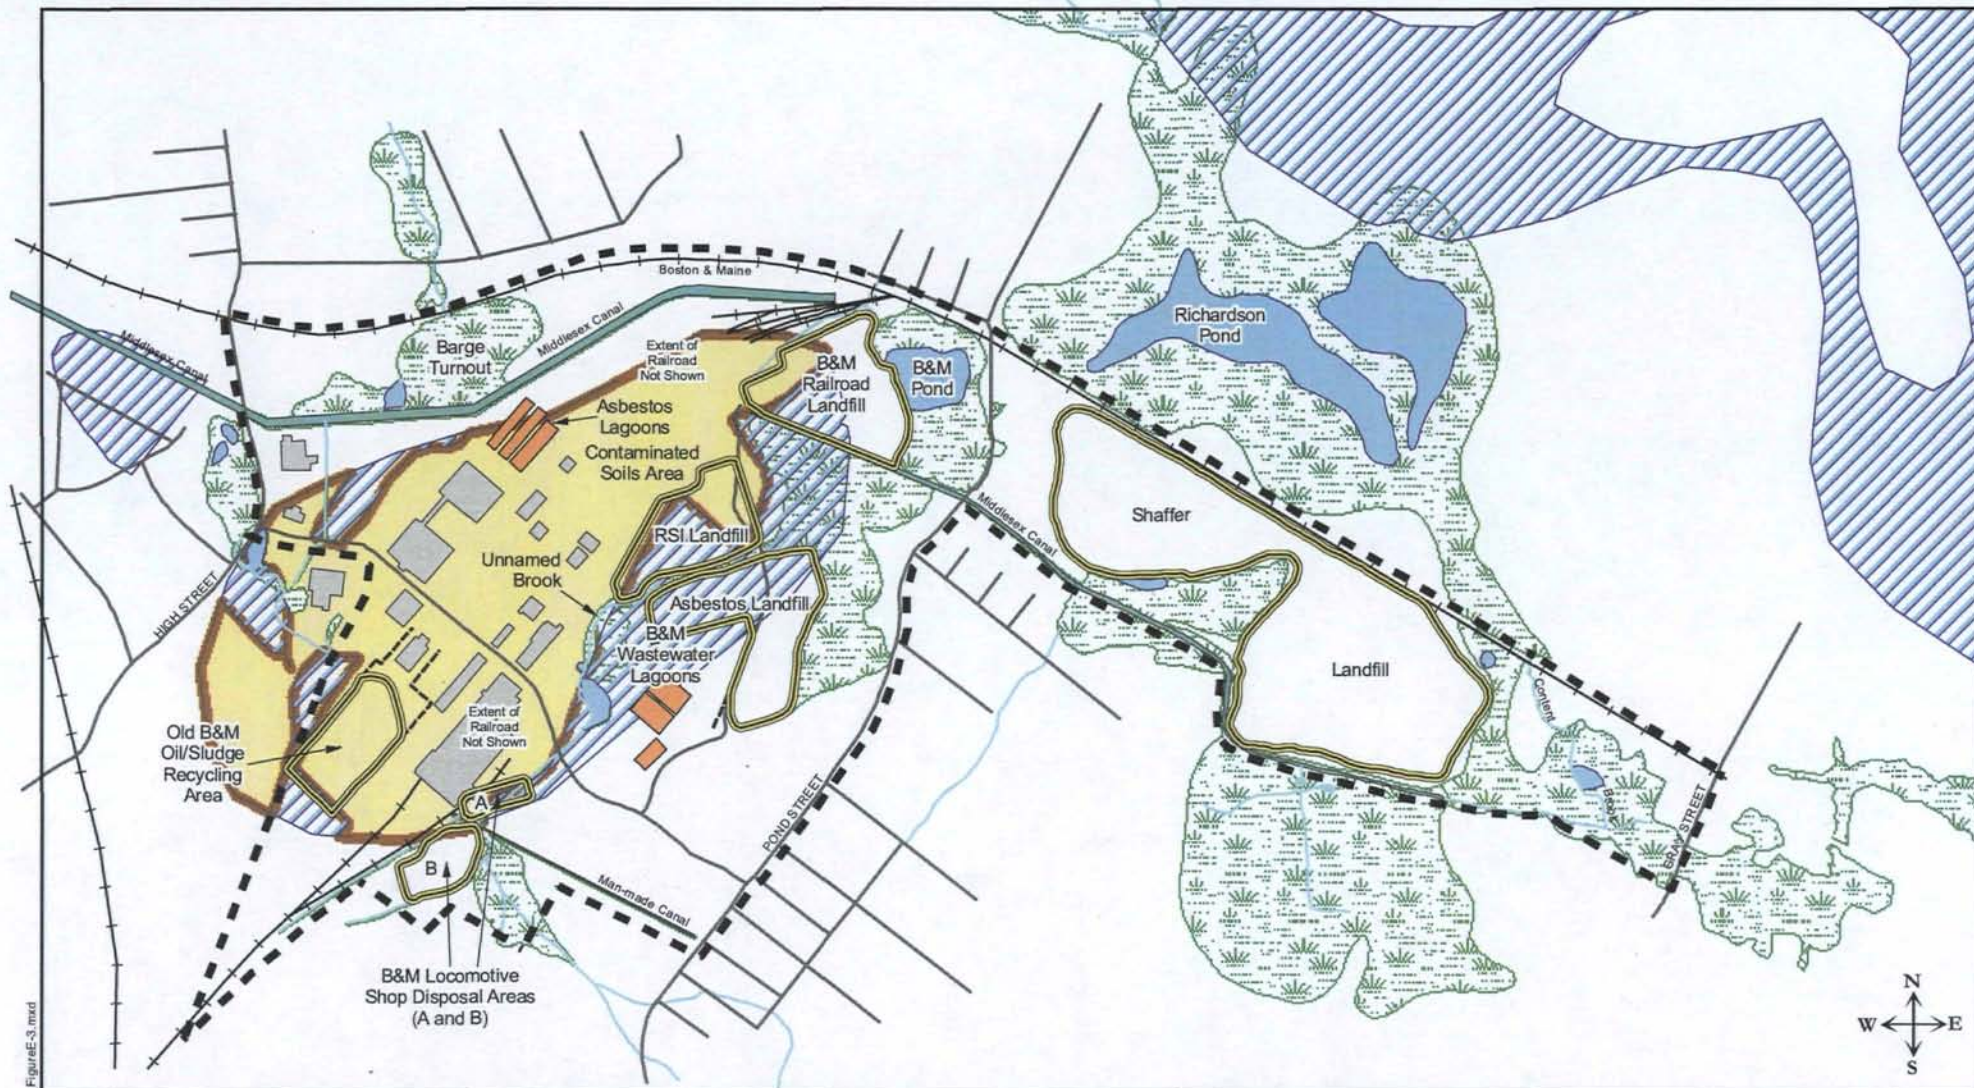 Boston & Maine
Middlesex Canal
Middlesex Canal
Barge
Turnout
Extent of
Railroad
Not Shown
B&M
Railroad
Landfill
B&M
Pond
Richardson
Pond
Asbestos
Lagoons
Contaminated
Soils Area
RSI Landfill
Middlesex Canal
Shaffer
Unnamed
Brook
HIGH STREET
Asbestos Landfill
B&M
Wastewater
Lagoons
Landfill
Content
Brook
Old B&M
Oil/Sludge
Recycling
Area
Extent of
Railroad
Not Shown
A
B
POND STREET
GRAY STREET
Man-made Canal
B&M Locomotive
Shop Disposal Areas
(A and B)
N
W E
S
FigureE-3.mxd